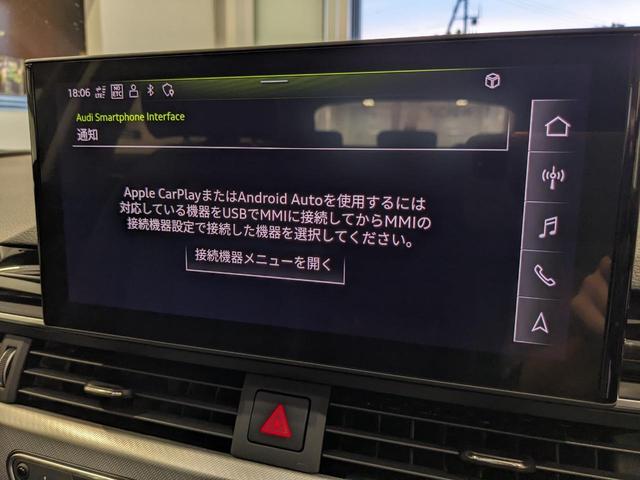 18:06 NO ETC
Audi Smartphone Interface
通知
Apple CarPlayまたはAndroid Autoを使用するには
対応している機器をUSBでMMIに接続してからMMIの
接続機器設定で接続した機器を選択してください。
接続機器メニューを開く